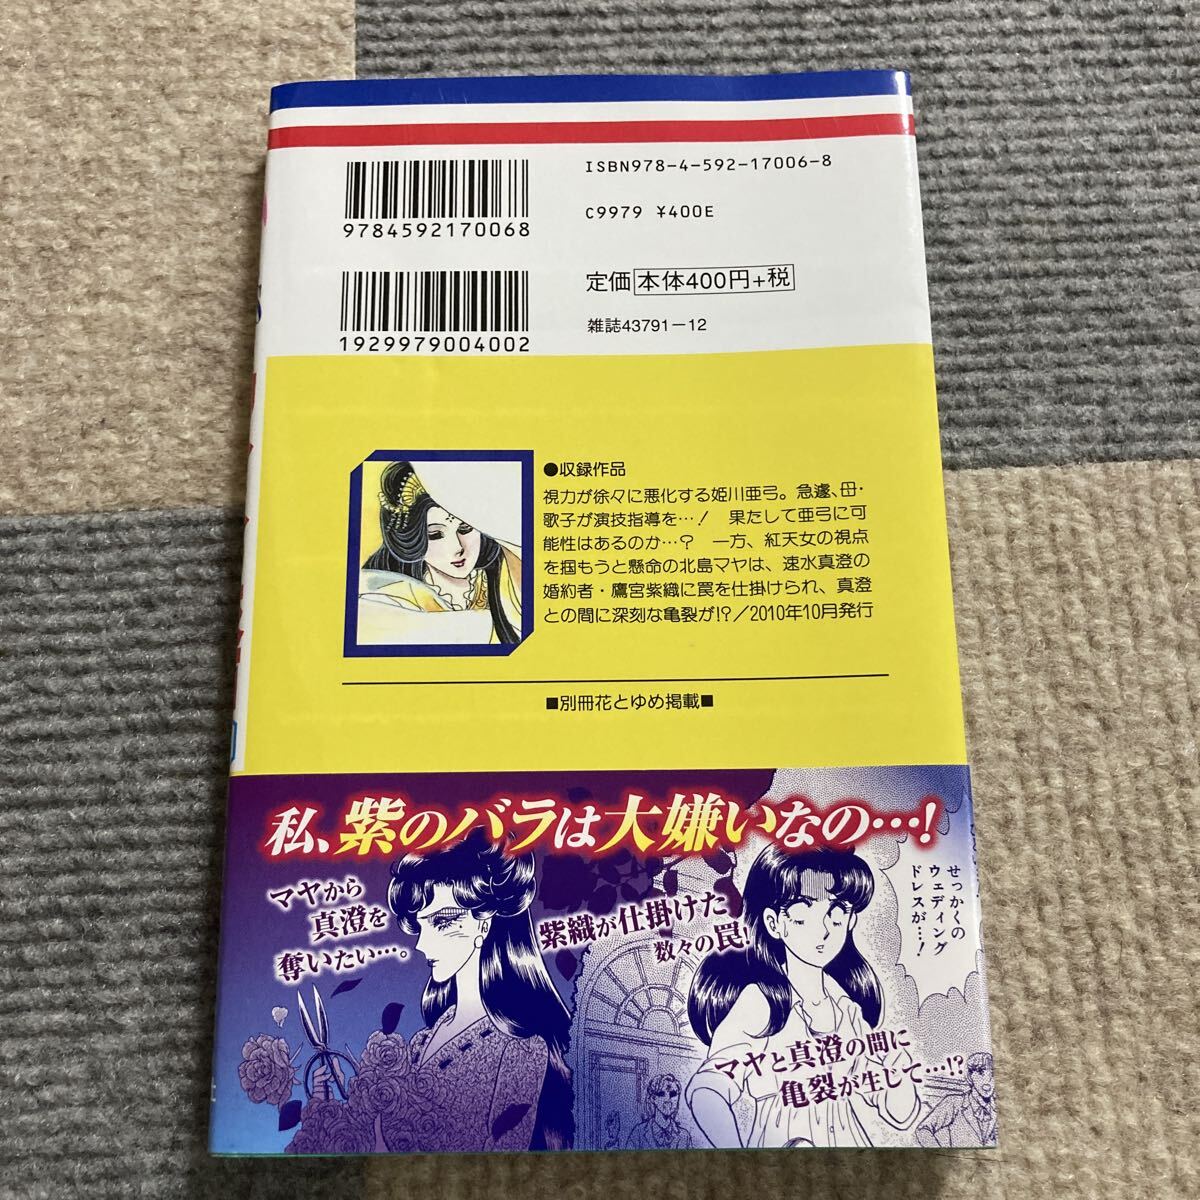 ISBN978-4-592-17006-8
C9979 ¥400E
9784592170068
定価 本体400円+税
雑誌43791-12
1929979004002
●収録作品
視力が徐々に悪化する姫川亜弓。急遽、母・
歌子が演技指導を…! 果たして亜弓に可
能性はあるのか…? 一方、紅天女の視点
を掴もうと懸命の北島マヤは、速水真澄の
婚約者・鷹宮紫織に罠を仕掛けられ、真澄
との間に深刻な亀裂が!?/2010年10月発行
■別冊花とゆめ掲載■
私、紫のバラは大嫌いなの…!
マヤから
真澄を
奪いたい…。
紫織が仕掛けた
数々の罠!
せっかくの
ウェディング
ドレスが…!
マヤと真澄の間に
亀裂が生じて…!?